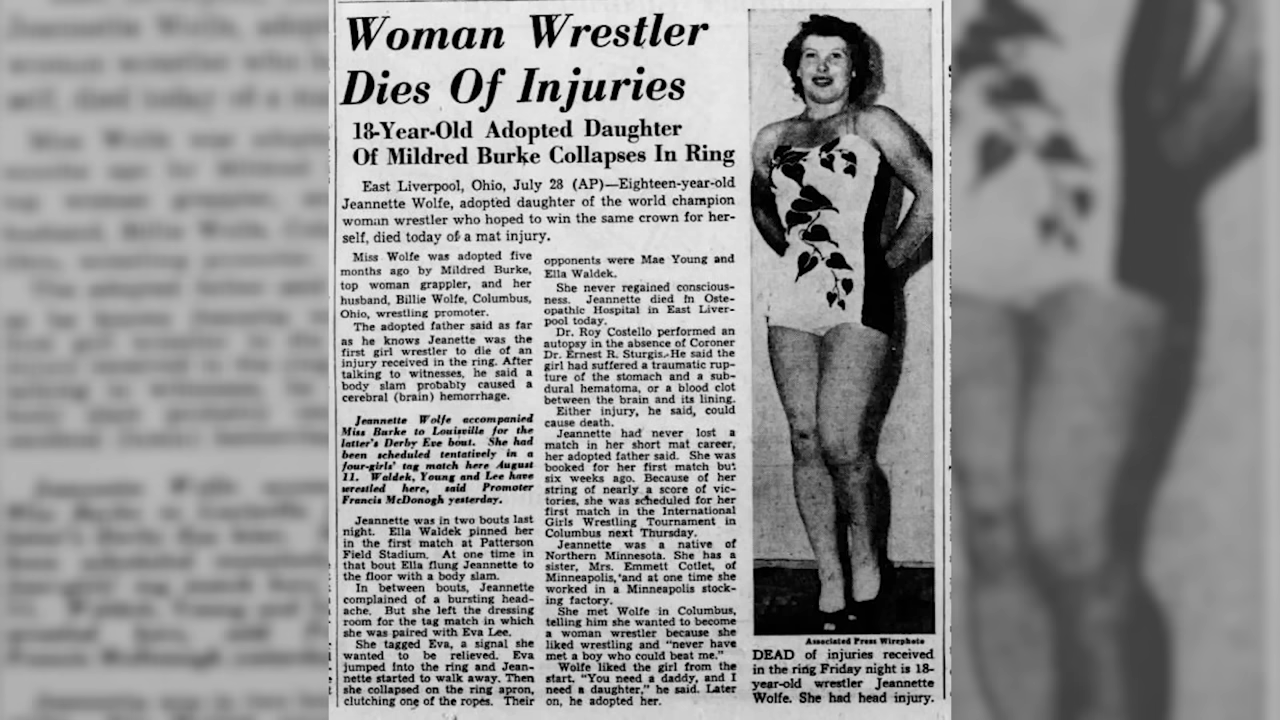 Woman Wrestler
Dies Of Injuries
18-Year-Old Adopted Daughter
Of Mildred Burke Collapses In Ring
East Liverpool, Ohio, July 28 (AP)—Eighteen-year-old
Jeannette Wolfe, adopted daughter of the world champion
woman wrestler who hoped to win the same crown for her-
self, died today of a mat injury.
Miss Wolfe was adopted five
months ago by Mildred Burke,
top woman grappler, and her
husband, Billie Wolfe, Columbus,
Ohio, wrestling promoter.
The adopted father said as far
as he knows Jeanette was the
first girl wrestler to die of an
injury received in the ring. After
talking to witnesses, he said a
body slam probably caused a
cerebral (brain) hemorrhage.
Jeannette Wolfe accompanied
Miss Burke to Louisville for the
latter's Derby Eve bout. She had
been scheduled tentatively in a
four-girls' tag match here August
11. Waldek, Young and Lee have
wrestled here, said Promoter
Francis McDonogh yesterday.
Jeannette was in two bouts last
night. Ella Waldek pinned her
in the first match at Patterson
Field Stadium. At one time in
that bout Ella flung Jeannette to
the floor with a body slam.
In between bouts, Jeannette
complained of a bursting head-
ache. But she left the dressing
room for the tag match in which
she was paired with Eva Lee.
She tagged Eva, a signal she
wanted to be relieved. Eva
jumped into the ring and Jean-
nette started to walk away. Then
she collapsed on the ring apron,
clutching one of the ropes. Their
opponents were Mae Young and
Ella Waldek.
She never regained conscious-
ness. Jeannette died in Oste-
opathic Hospital in East Liver-
pool today.
Dr. Roy Costello performed an
autopsy in the absence of Coroner
Dr. Ernest R. Sturgis. He said the
girl had suffered a traumatic rup-
ture of the stomach and a sub-
dural hematoma, or a blood clot
between the brain and its lining.
Either injury, he said, could
cause death.
Jeannette had never lost a
match in her short mat career,
her adopted father said. She was
booked for her first match but
six weeks ago. Because of her
string of nearly a score of vic-
tories, she was scheduled for her
first match in the International
Girls Wrestling Tournament in
Columbus next Thursday.
Jeannette was a native of
Northern Minnesota. She has a
sister, Mrs. Emmett Cotlet, of
Minneapolis, and at one time she
worked in a Minneapolis stock-
ing factory.
She met Wolfe in Columbus,
telling him she wanted to become
a woman wrestler because she
liked wrestling and "never have
met a boy who could beat me."
Wolfe liked the girl from the
start. "You need a daddy, and I
need a daughter," he said. Later
on, he adopted her.
Associated Press Wirephoto
DEAD of injuries received
in the ring Friday night is 18-
year-old wrestler Jeannette
Wolfe. She had head injury.